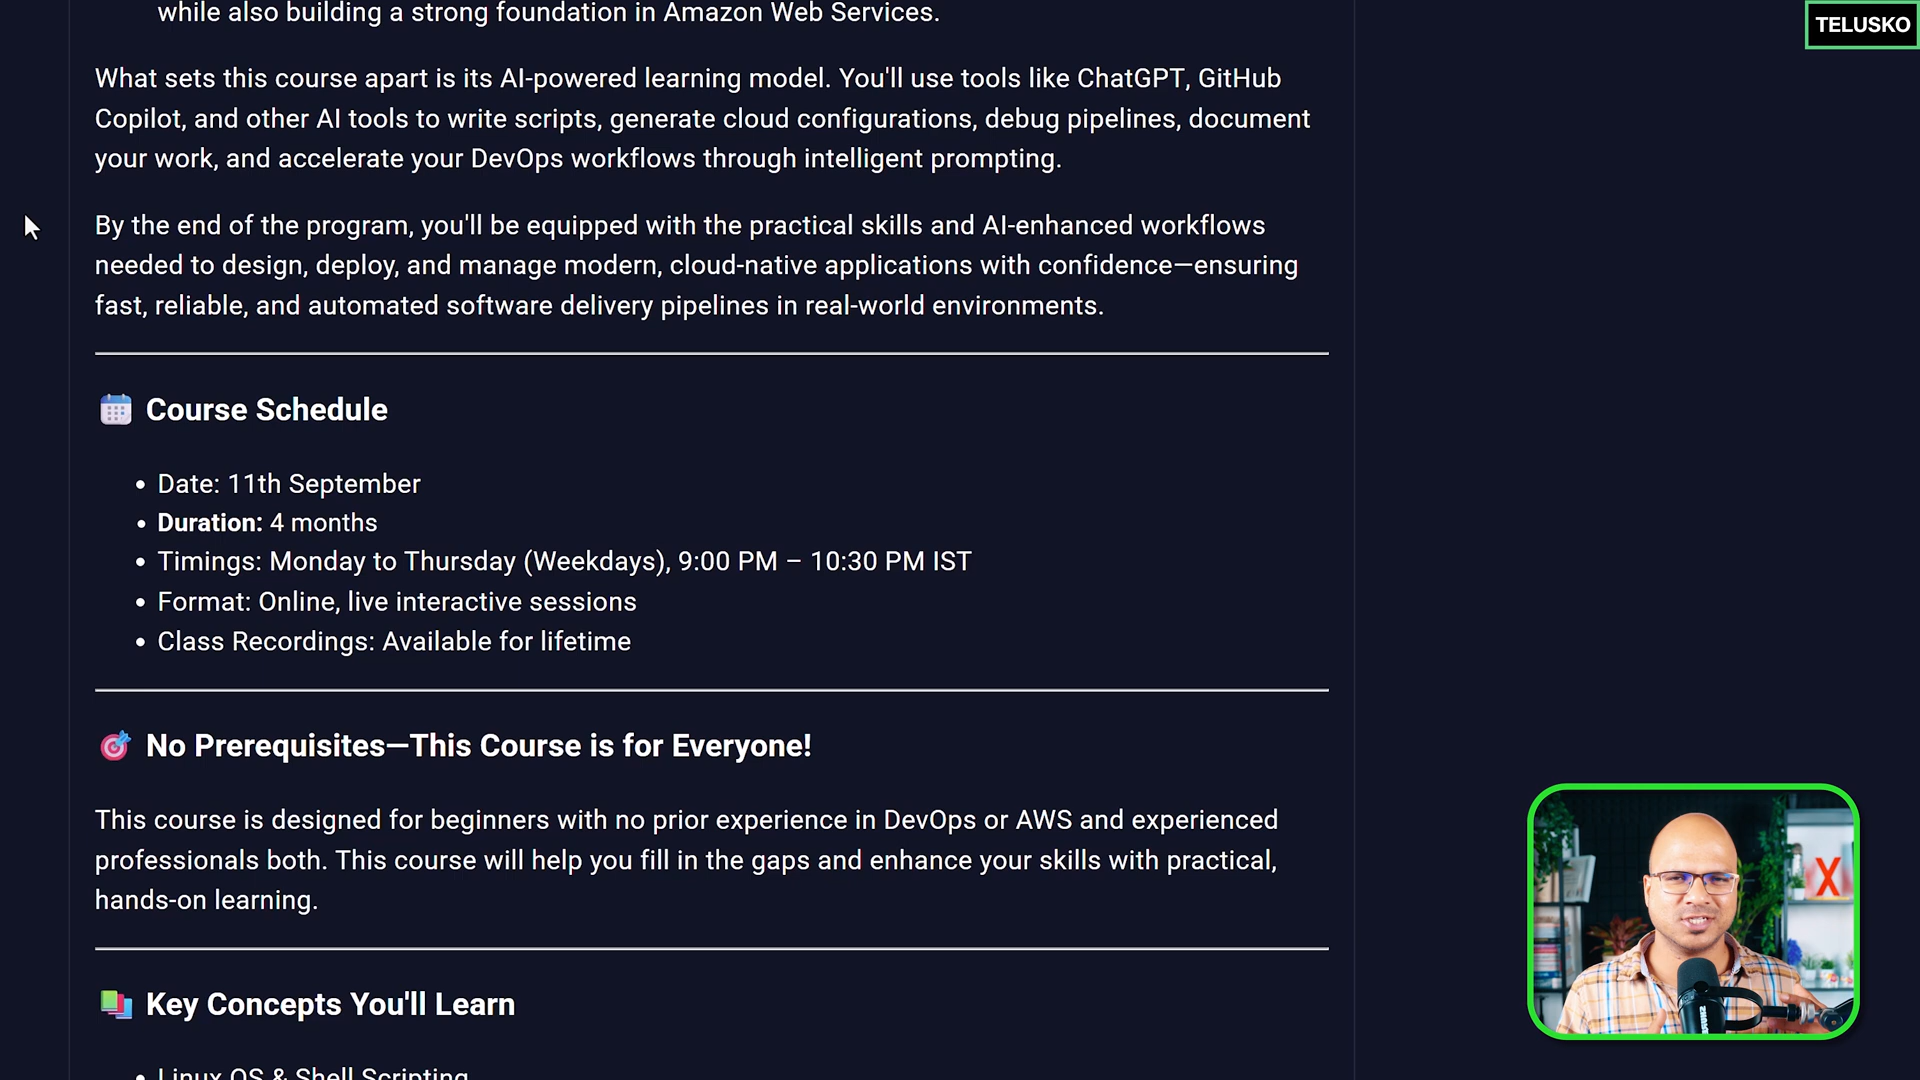 while also building a strong foundation in Amazon Web Services.
TELUSKO
What sets this course apart is its AI-powered learning model. You'll use tools like ChatGPT, GitHub
Copilot, and other AI tools to write scripts, generate cloud configurations, debug pipelines, document
your work, and accelerate your DevOps workflows through intelligent prompting.
By the end of the program, you'll be equipped with the practical skills and AI-enhanced workflows
needed to design, deploy, and manage modern, cloud-native applications with confidence—ensuring
fast, reliable, and automated software delivery pipelines in real-world environments.
Course Schedule
• Date: 11th September
• Duration: 4 months
• Timings: Monday to Thursday (Weekdays), 9:00 PM – 10:30 PM IST
• Format: Online, live interactive sessions
• Class Recordings: Available for lifetime
No Prerequisites—This Course is for Everyone!
This course is designed for beginners with no prior experience in DevOps or AWS and experienced
professionals both. This course will help you fill in the gaps and enhance your skills with practical,
hands-on learning.
X
Key Concepts You'll Learn
• Linux OS & Shell Scripting